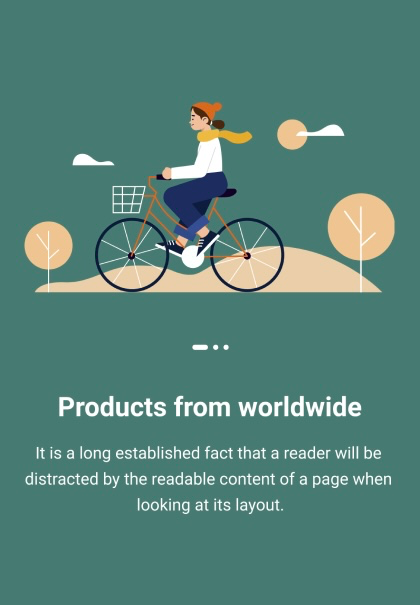 Products from worldwide
It is a long established fact that a reader will be
distracted by the readable content of a page when
looking at its layout.